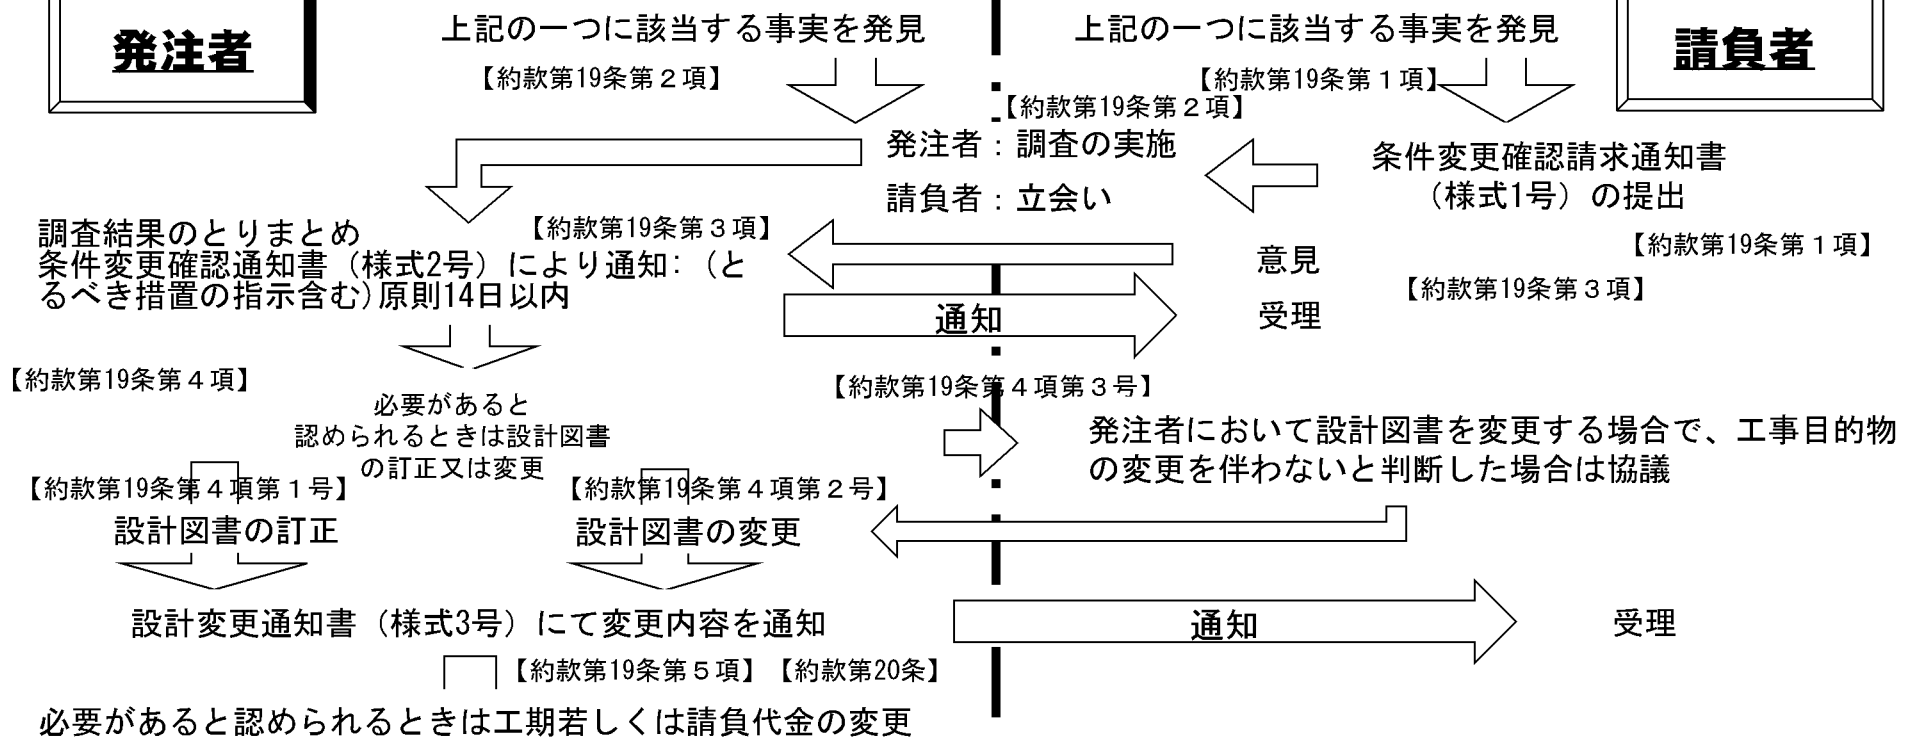 発注者
上記の一つに該当する事実を発見
上記の一つに該当する事実を発見
請負者
【約款第19条第２項】
【約款第19条第１項】
【約款第19条第２項】
発注者：調査の実施
請負者：立会い
条件変更確認請求通知書
（様式1号）の提出
【約款第19条第１項】
調査結果のとりまとめ
条件変更確認通知書（様式2号）により通知:（と
るべき措置の指示含む)原則14日以内
【約款第19条第３項】
意見
【約款第19条第３項】
通知
受理
【約款第19条第４項】
必要があると
認められるときは設計図書
の訂正又は変更
【約款第19条第４項第３号】
発注者において設計図書を変更する場合で、工事目的物
の変更を伴わないと判断した場合は協議
【約款第19条第４項第１号】
設計図書の訂正
【約款第19条第４項第２号】
設計図書の変更
設計変更通知書（様式3号）にて変更内容を通知
通知
受理
【約款第19条第５項】【約款第20条】
必要があると認められるときは工期若しくは請負代金の変更